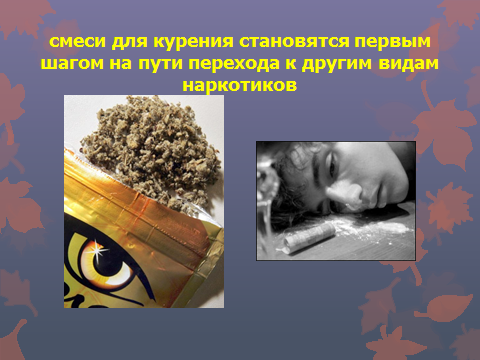 смеси для курения становятся первым
шагом на пути перехода к другим видам
наркотиков